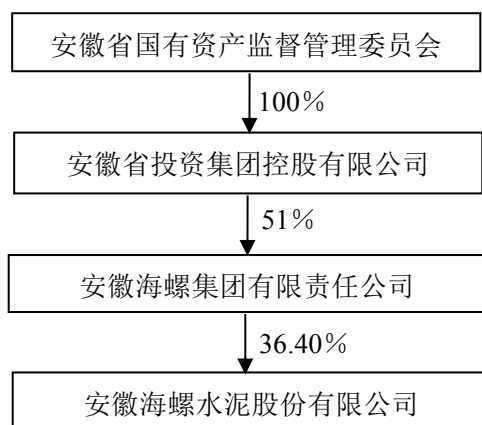 安徽省国有资产监督管理委员会
100%
安徽省投资集团控股有限公司
51%
安徽海螺集团有限责任公司
36.40%
安徽海螺水泥股份有限公司